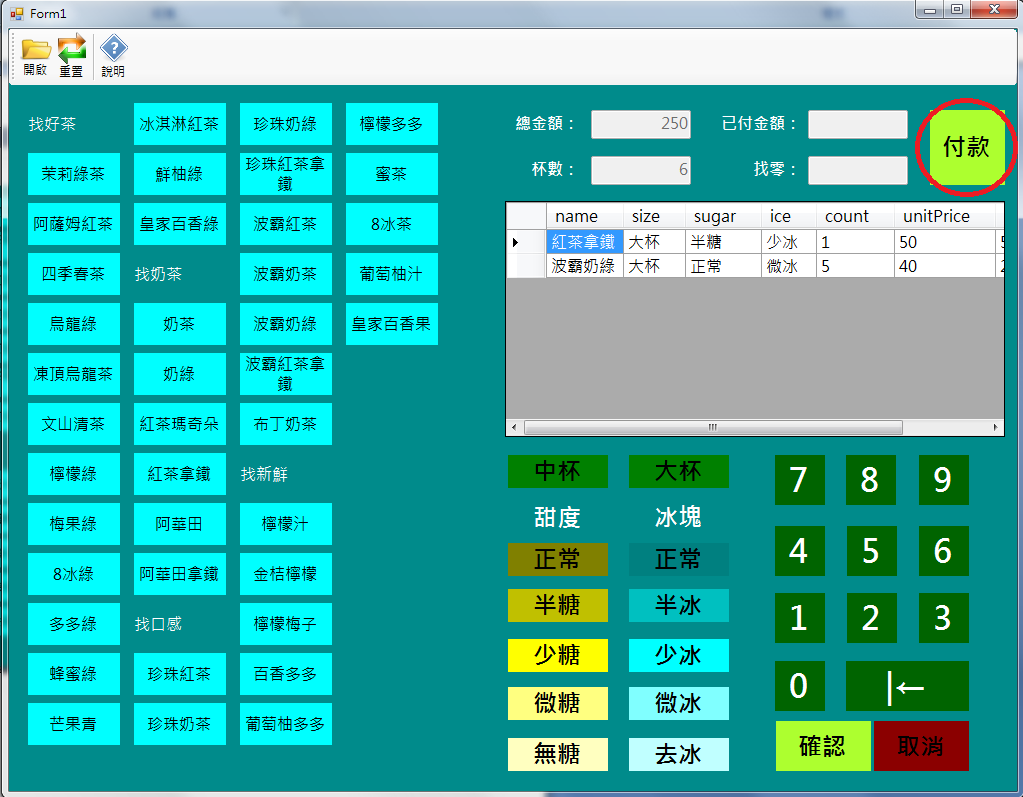 Form1
開啟 重置 說明
找好茶 冰淇淋紅茶 珍珠奶綠 檸檬多多
茉莉綠茶 鮮柚綠 珍珠紅茶拿鐵 蜜茶
阿薩姆紅茶 皇家百香綠 波霸紅茶 8冰茶
四季春茶 找奶茶 波霸奶茶 葡萄柚汁
烏龍綠 奶茶 波霸奶綠 皇家百香果
凍頂烏龍茶 奶綠 波霸紅茶拿鐵
文山清茶 紅茶瑪奇朵 布丁奶茶
檸檬綠 紅茶拿鐵 找新鮮
梅果綠 阿華田 檸檬汁
8冰綠 阿華田拿鐵 金桔檸檬
多多綠 找口感 檸檬梅子
蜂蜜綠 珍珠紅茶 百香多多
芒果青 珍珠奶茶 葡萄柚多多
總金額： 250 已付金額：
杯數： 6 找零：
付款
name size sugar ice count unitPrice
紅茶拿鐵 大杯 半糖 少冰 1 50
波霸奶綠 大杯 正常 微冰 5 40
中杯 大杯
甜度 冰塊
正常 正常
半糖 半冰
少糖 少冰
微糖 微冰
無糖 去冰
7 8 9
4 5 6
1 2 3
0 |←
確認 取消